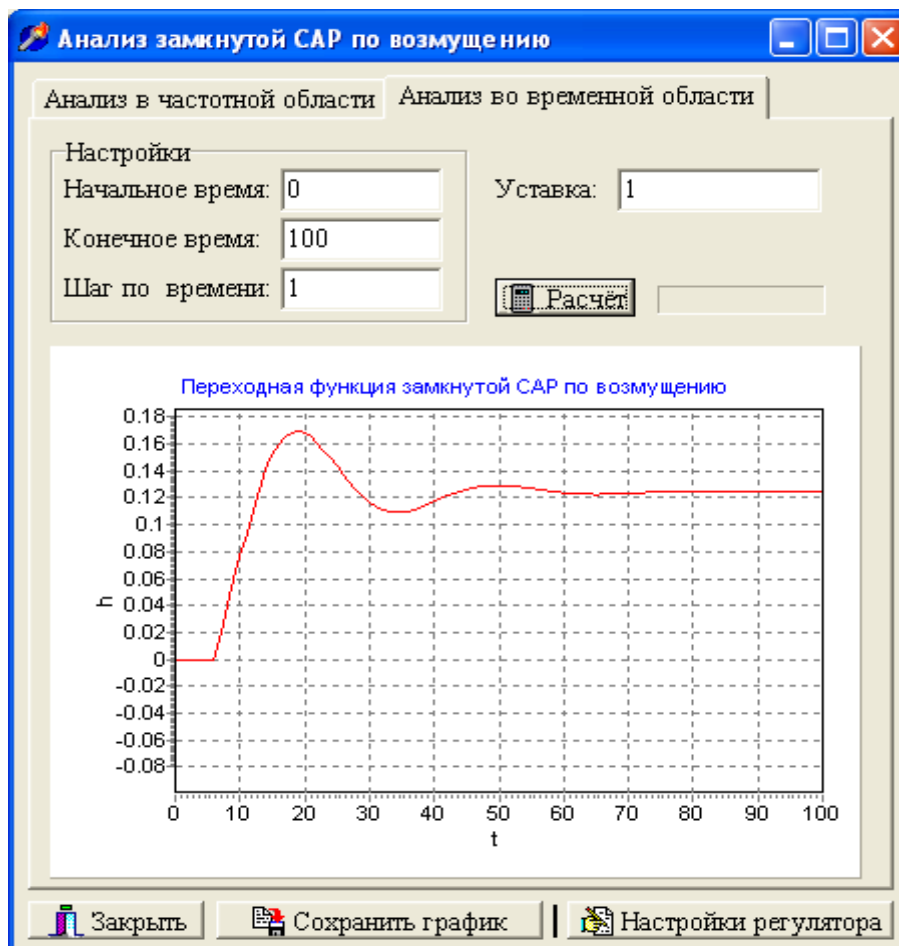 Анализ замкнутой САР по возмущению
Анализ в частотной области
Анализ во временной области
Настройки
Начальное время: 0
Уставка: 1
Конечное время: 100
Шаг по времени: 1
Расчёт
Переходная функция замкнутой САР по возмущению
0.18
0.16
0.14
0.12
0.1
0.08
0.06
0.04
0.02
0
-0.02
-0.04
-0.06
-0.08
h
0 10 20 30 40 50 60 70 80 90 100
t
Закрыть
Сохранить график
Настройки регулятора